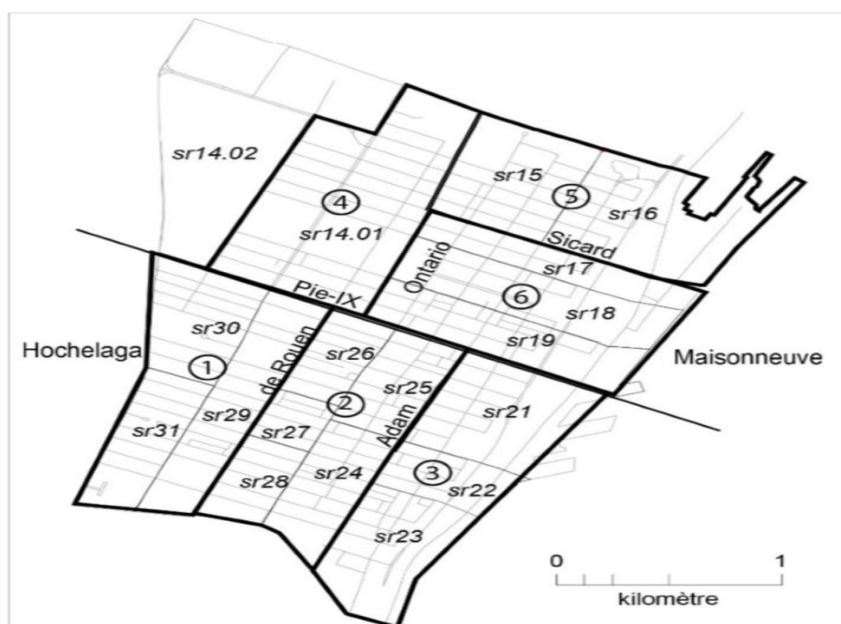 sr14.02
sr15
5
sr16
4
sr14.01
Sicard
Ontario
sr17
6
sr18
Pie-IX
sr19
sr30
Hochelaga
1
de Rouen
sr26
Maisonneuve
sr25
sr21
2
Adam
sr31
sr29
sr27
sr28
sr24
3
sr22
sr23
0 1
kilomètre